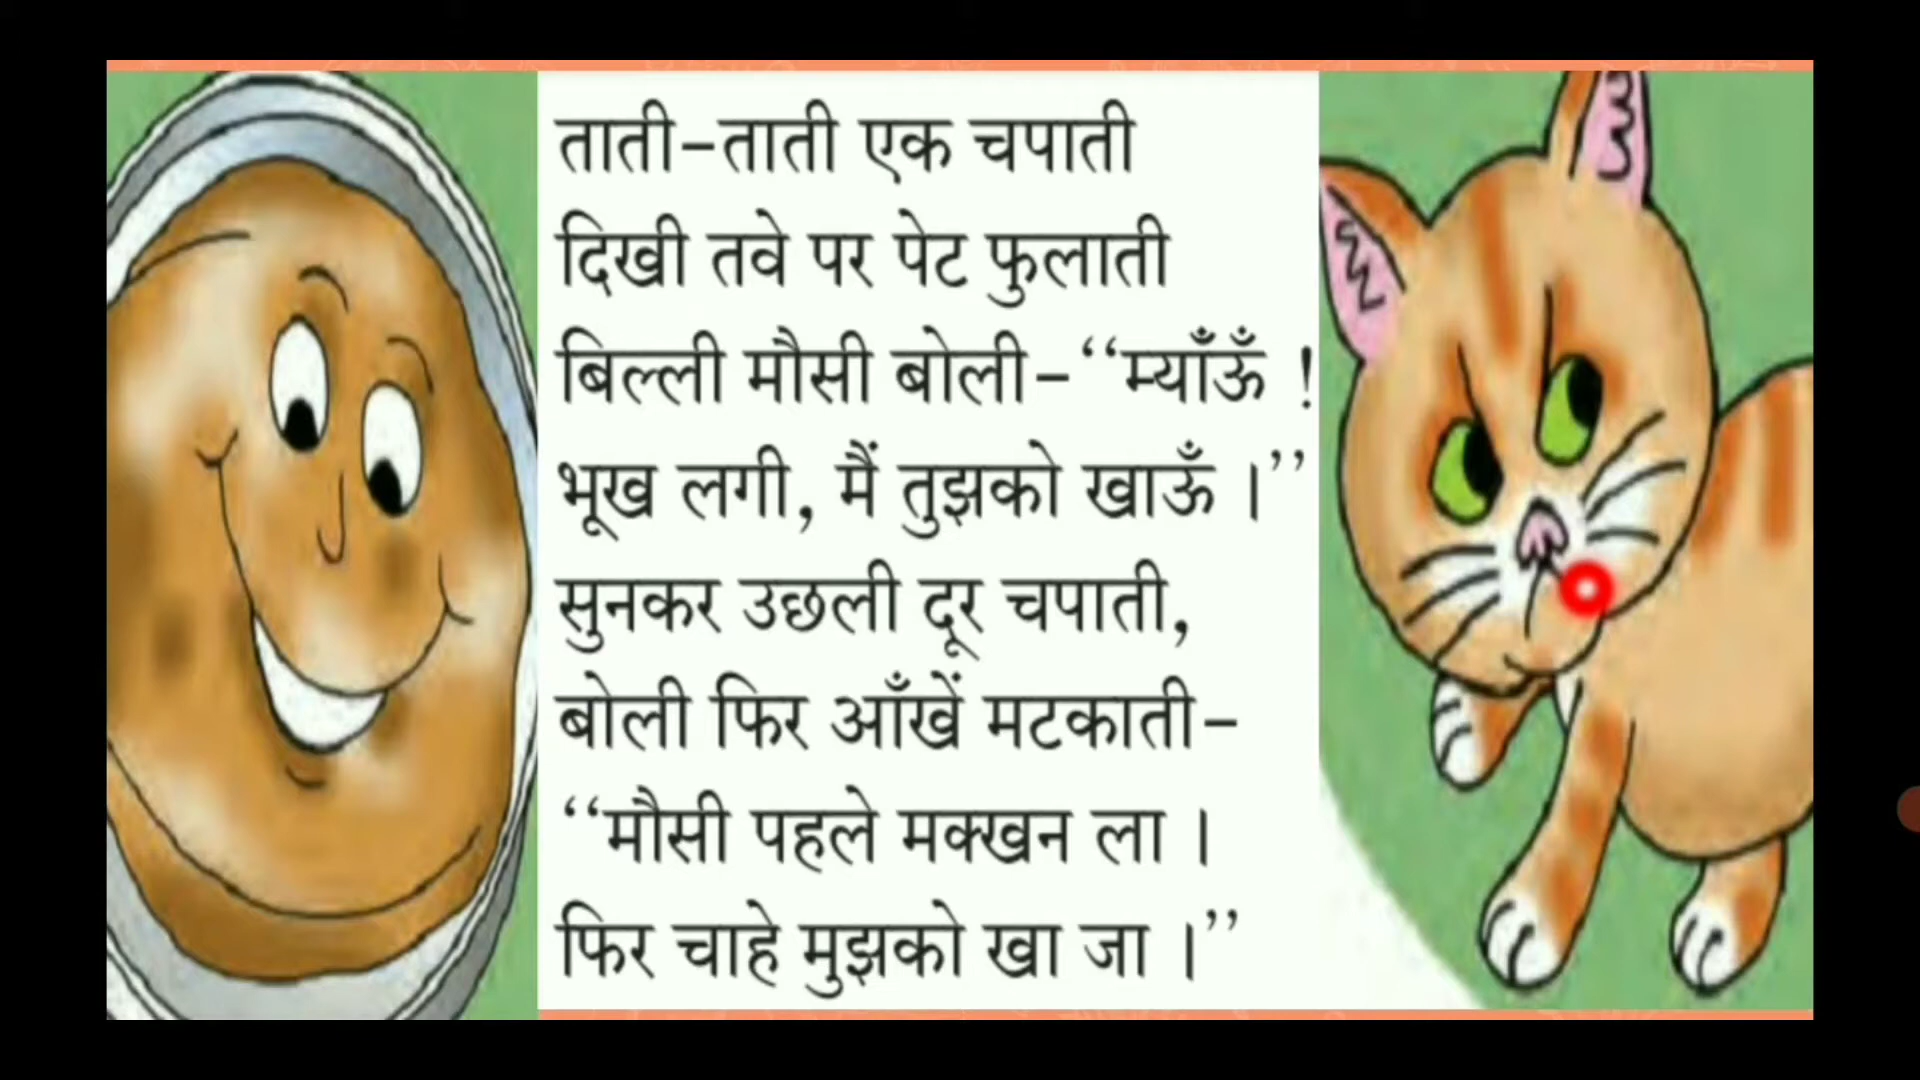 ताती-ताती एक चपाती
दिखी तवे पर पेट फुलाती
बिल्ली मौसी बोली-‘‘म्याँऊँ !
भूख लगी, मैं तुझको खाऊँ ।’’
सुनकर उछली दूर चपाती,
बोली फिर आँखें मटकाती-
‘‘मौसी पहले मक्खन ला ।
फिर चाहे मुझको खा जा ।’’